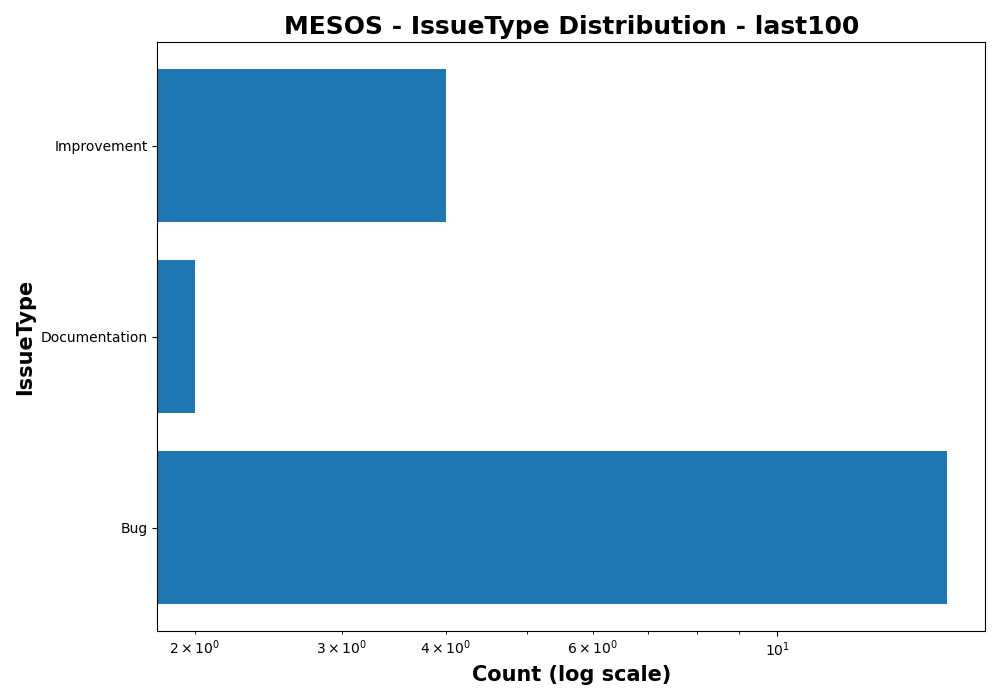 MESOS - IssueType Distribution - last100
IssueType
Improvement
Documentation
Bug
2 × 10⁰ 3 × 10⁰ 4 × 10⁰ 6 × 10⁰ 10¹
Count (log scale)